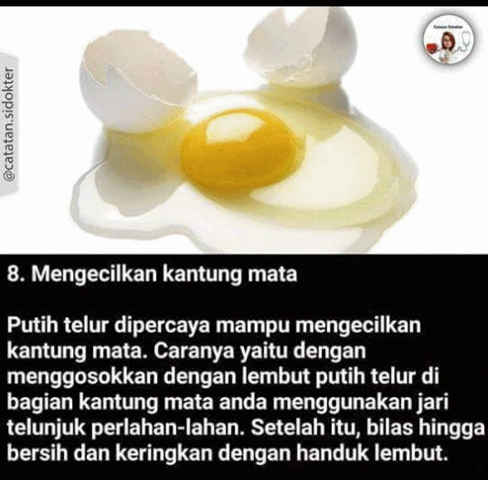 @catatan.sidokter
8. Mengecilkan kantung mata
Putih telur dipercaya mampu mengecilkan
kantung mata. Caranya yaitu dengan
menggosokkan dengan lembut putih telur di
bagian kantung mata anda menggunakan jari
telunjuk perlahan-lahan. Setelah itu, bilas hingga
bersih dan keringkan dengan handuk lembut.